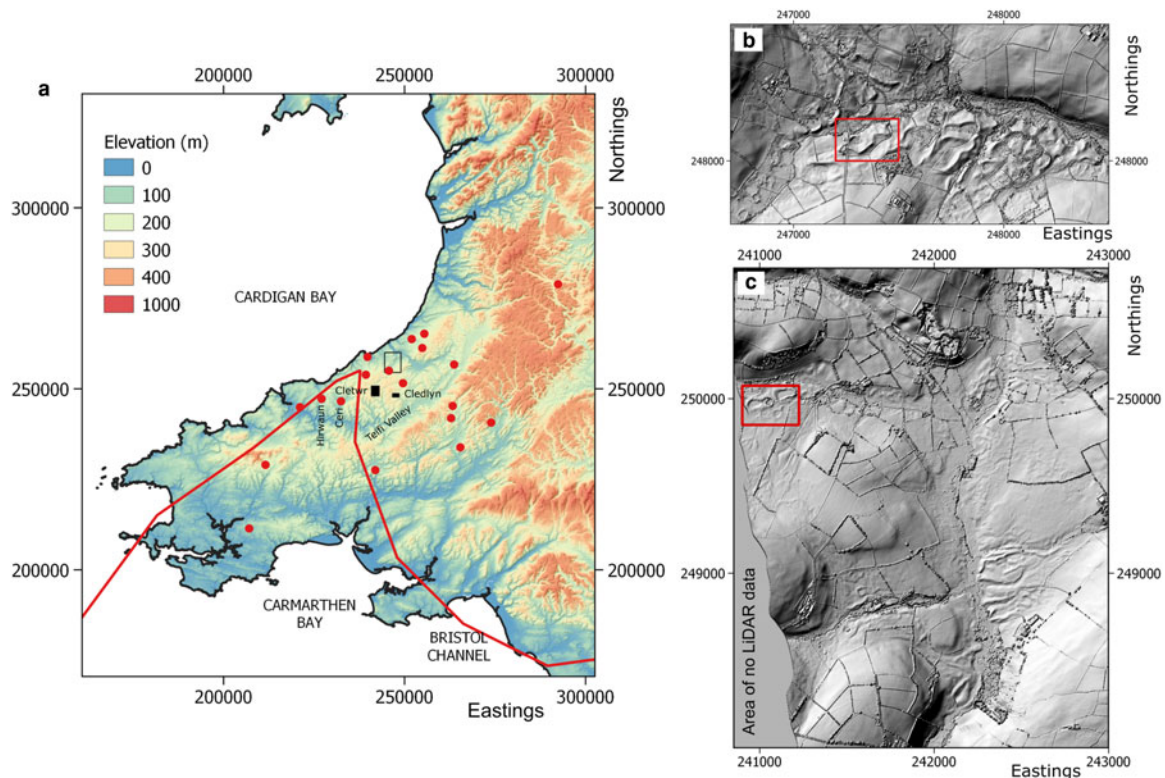 a
200000 250000 300000
Elevation (m)
0
100
200
300
400
1000
Northings
300000 300000
CARDIGAN BAY
250000 250000
Cletwr
Cledlyn
Hirwaun
Ceri
Teifi Valley
200000 200000
CARMARTHEN
BAY
BRISTOL
CHANNEL
200000 250000 300000
Eastings
b
247000 248000
Northings
248000 248000
247000 248000
Eastings
241000 242000 243000
c
Northings
250000 250000
249000 249000
Area of no LiDAR data
241000 242000 243000
Eastings